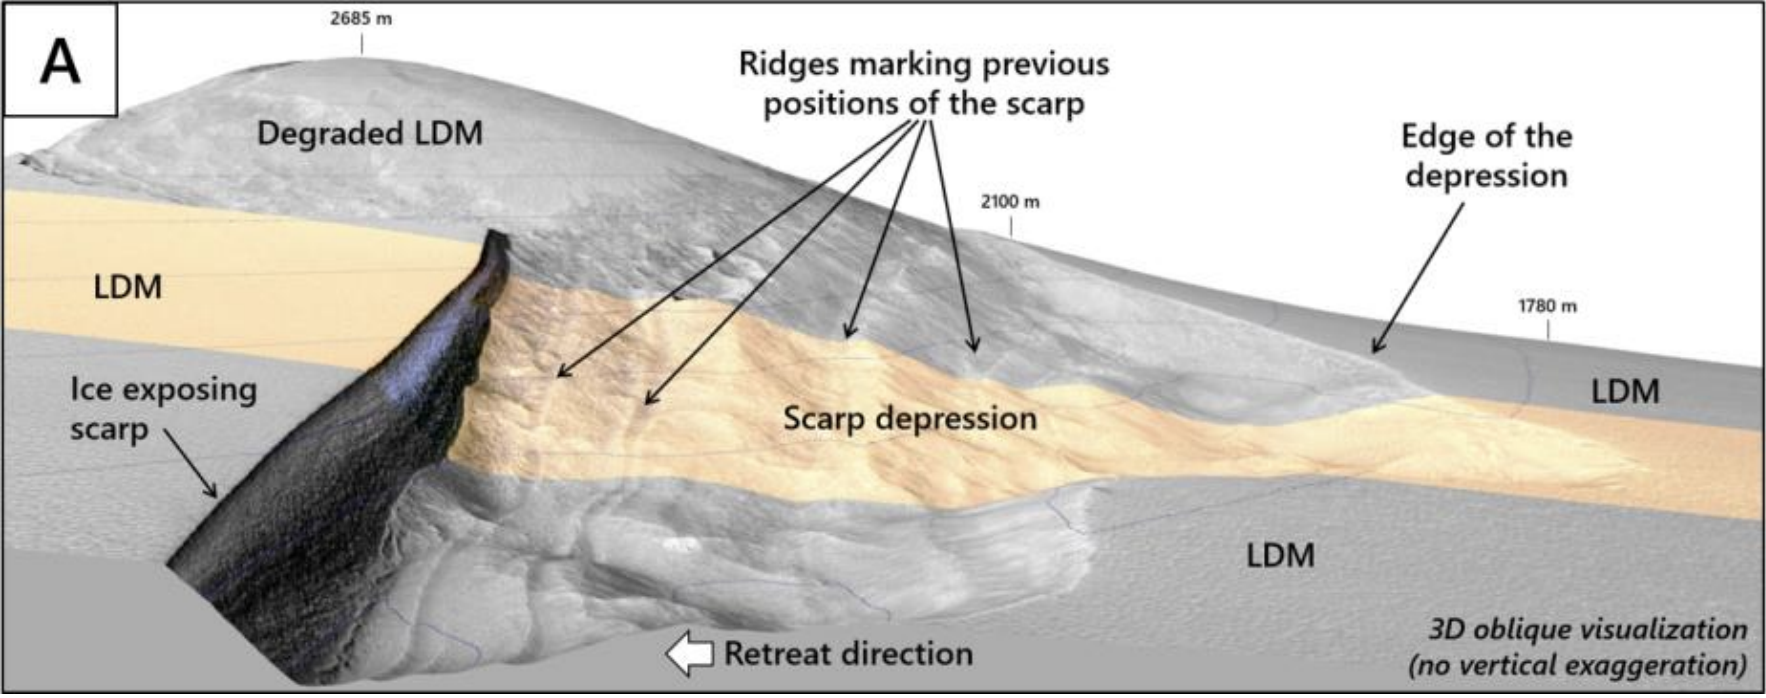 A
2685 m
Ridges marking previous
positions of the scarp
Degraded LDM
Edge of the
depression
2100 m
LDM
1780 m
Ice exposing
scarp
LDM
Scarp depression
LDM
Retreat direction
3D oblique visualization
(no vertical exaggeration)